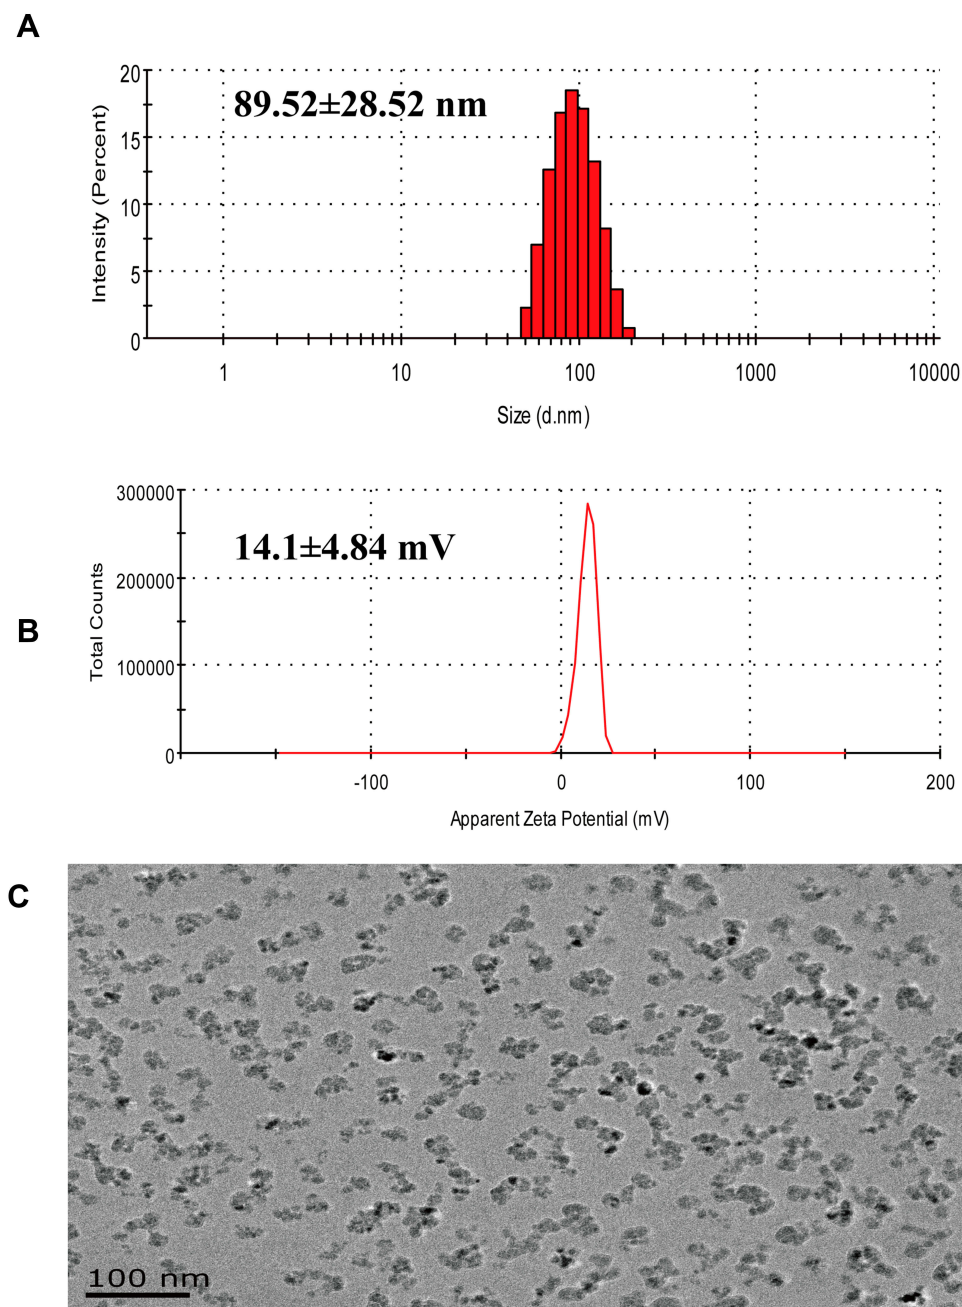 A
20
15
10
5
0
Intensity (Percent)
89.52±28.52 nm
1 10 100 1000 10000
Size (d.nm)
B
300000
200000
100000
0
Total Counts
14.1±4.84 mV
-100 0 100 200
Apparent Zeta Potential (mV)
C
100 nm